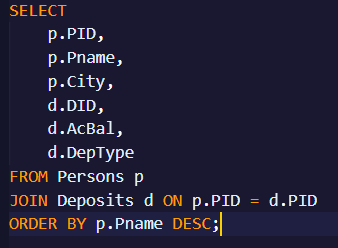 SELECT
    p.PID,
    p.Pname,
    p.City,
    d.DID,
    d.AcBal,
    d.DepType
FROM Persons p
JOIN Deposits d ON p.PID = d.PID
ORDER BY p.Pname DESC;